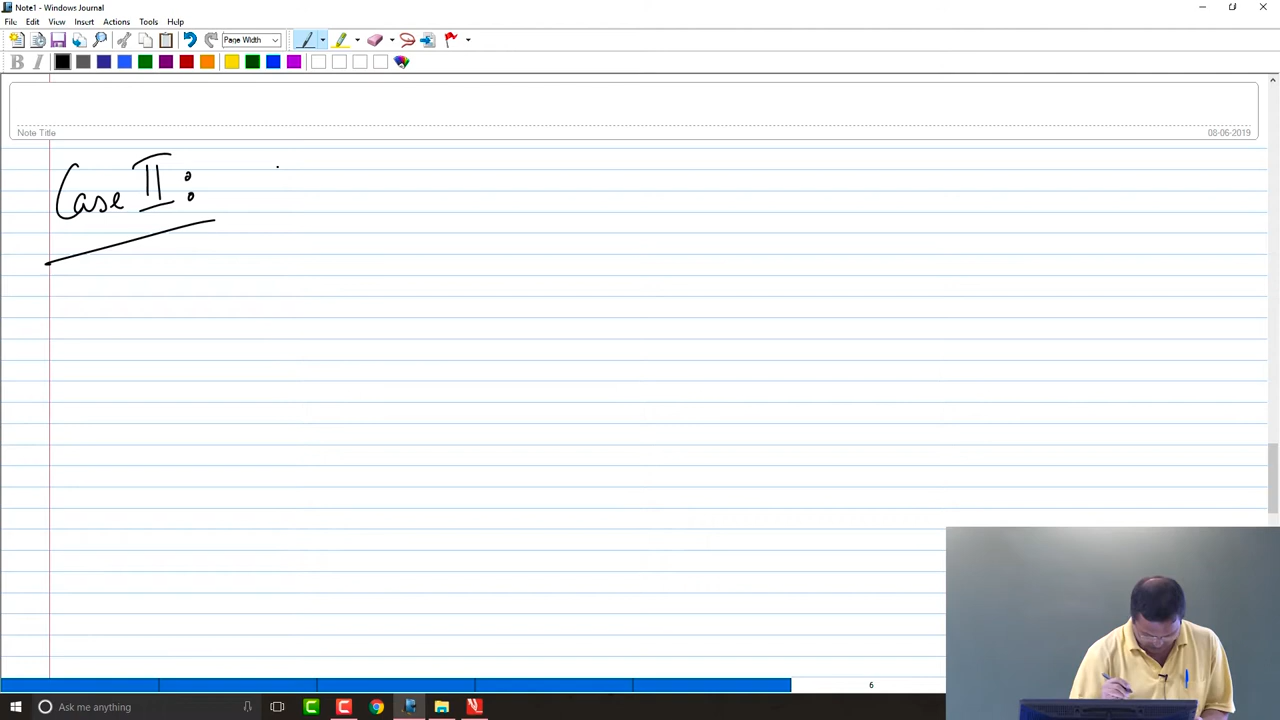 Note1 - Windows Journal
File Edit View Insert Actions Tools Help
Page Width
B I
Note Title
08-06-2019
Case II:
6
Ask me anything